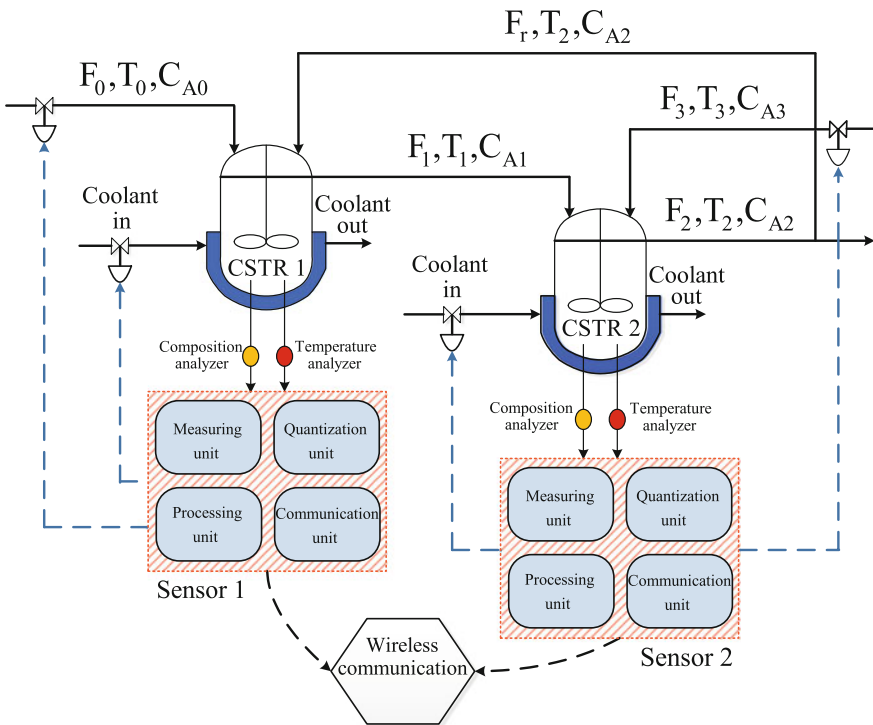 F_r,T_2,C_A2
F_0,T_0,C_A0
F_3,T_3,C_A3
F_1,T_1,C_A1
Coolant
in
Coolant
out
F_2,T_2,C_A2
CSTR 1
Coolant
in
Coolant
out
CSTR 2
Composition
analyzer
Temperature
analyzer
Composition
analyzer
Temperature
analyzer
Measuring
unit
Quantization
unit
Processing
unit
Communication
unit
Sensor 1
Measuring
unit
Quantization
unit
Processing
unit
Communication
unit
Sensor 2
Wireless
communication